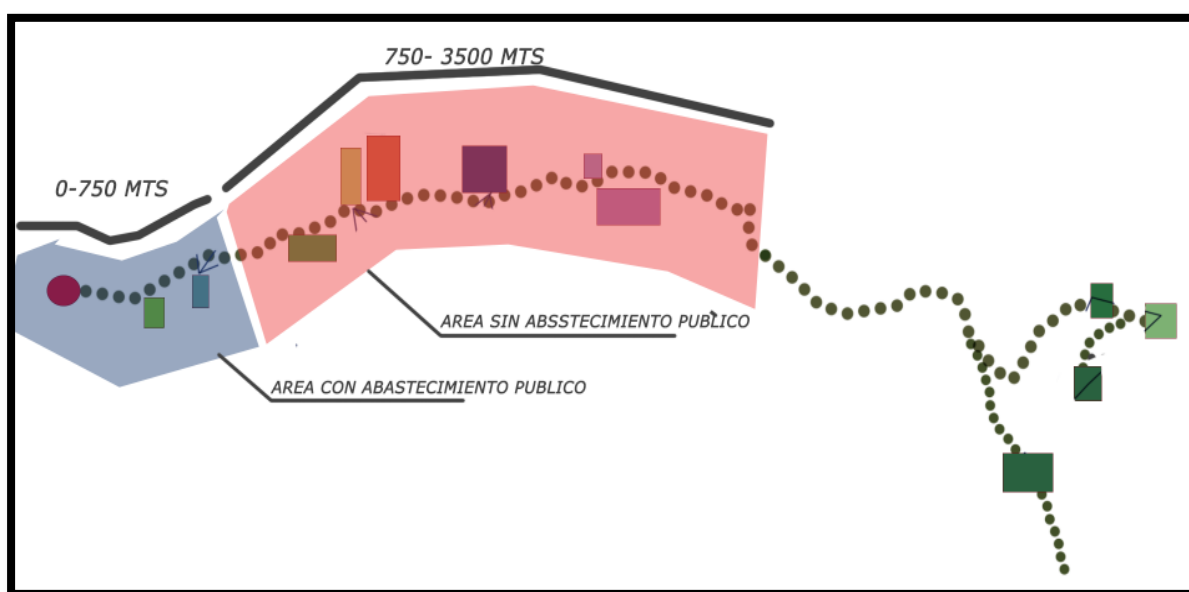 750- 3500 MTS
0-750 MTS
AREA SIN ABSSTECIMIENTO PUBLICO
AREA CON ABASTECIMIENTO PUBLICO